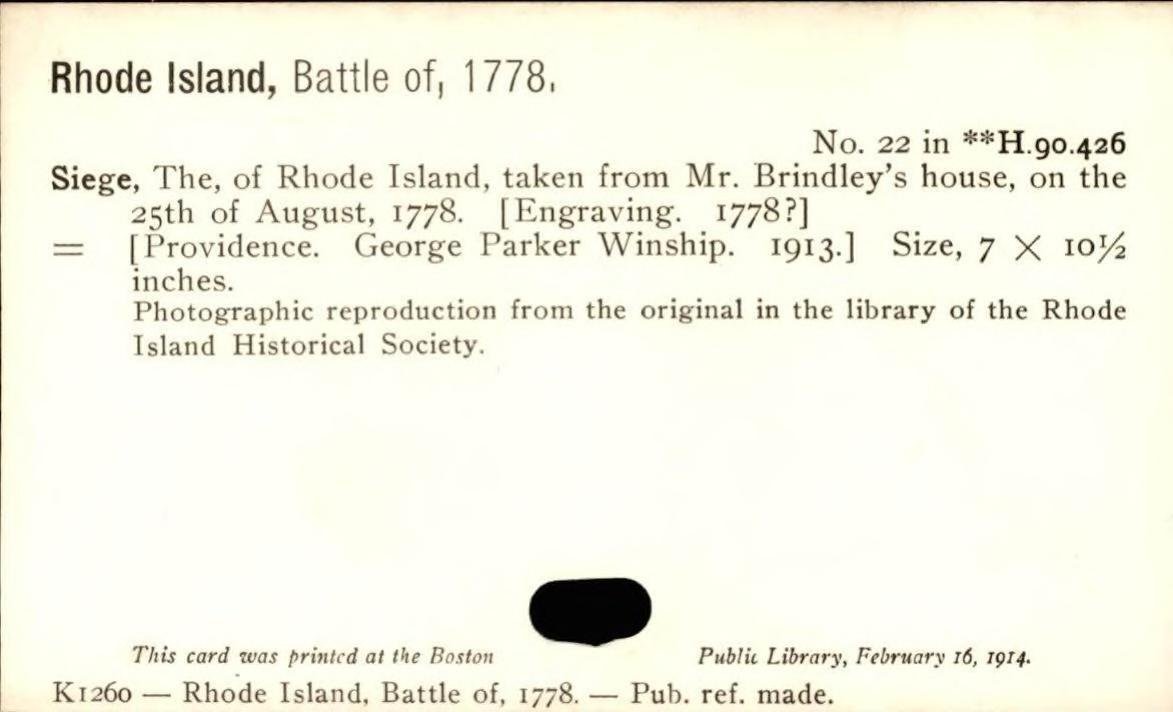 Rhode Island, Battle of, 1778.
No. 22 in **H.90.426
Siege, The, of Rhode Island, taken from Mr. Brindley's house, on the
25th of August, 1778. [Engraving. 1778?]
= [Providence. George Parker Winship. 1913.] Size, 7 X 10½
inches.
Photographic reproduction from the original in the library of the Rhode
Island Historical Society.
This card was printed at the Boston Public Library, February 16, 1914.
K1260 — Rhode Island, Battle of, 1778. — Pub. ref. made.